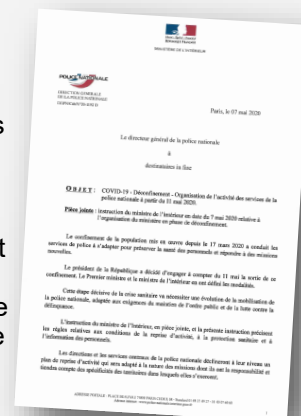 MINISTÈRE DE L'INTÉRIEUR
POLICE NATIONALE
DIRECTION GENERALE
DE LA POLICE NATIONALE
Paris, le 07 mai 2020
Le directeur général de la police nationale
à
destinataires in fine
OBJET : COVID-19 - Déconfinement - Organisation de l'activité des services de la
police nationale à partir du 11 mai 2020.
Pièce jointe : instruction du ministre de l'intérieur en date du 7 mai 2020 relative à
l'organisation du ministère en phase de déconfinement.
Le confinement de la population mis en œuvre depuis le 17 mars 2020 a conduit les
services de police à s'adapter pour préserver la santé des personnels et répondre à des missions
nouvelles.
Le président de la République a décidé d'engager à compter du 11 mai la sortie de ce
confinement. Le Premier ministre et le ministre de l'intérieur en ont défini les modalités.
Cette étape décisive de la crise sanitaire va nécessiter une évolution de la mobilisation de
la police nationale, adaptée aux exigences du maintien de l'ordre public et de la lutte contre la
délinquance.
L'instruction du ministre de l'intérieur, en pièce jointe, et la présente instruction précisent
les règles relatives aux conditions de la reprise d'activité, à la protection sanitaire et à
l'information des personnels.
Les directions et les services centraux de la police nationale déclineront à leur niveau un
plan de reprise d'activité qui sera adapté à la nature des missions dont ils ont la responsabilité et
tiendra compte des spécificités des territoires dans lesquels elles s'exercent.